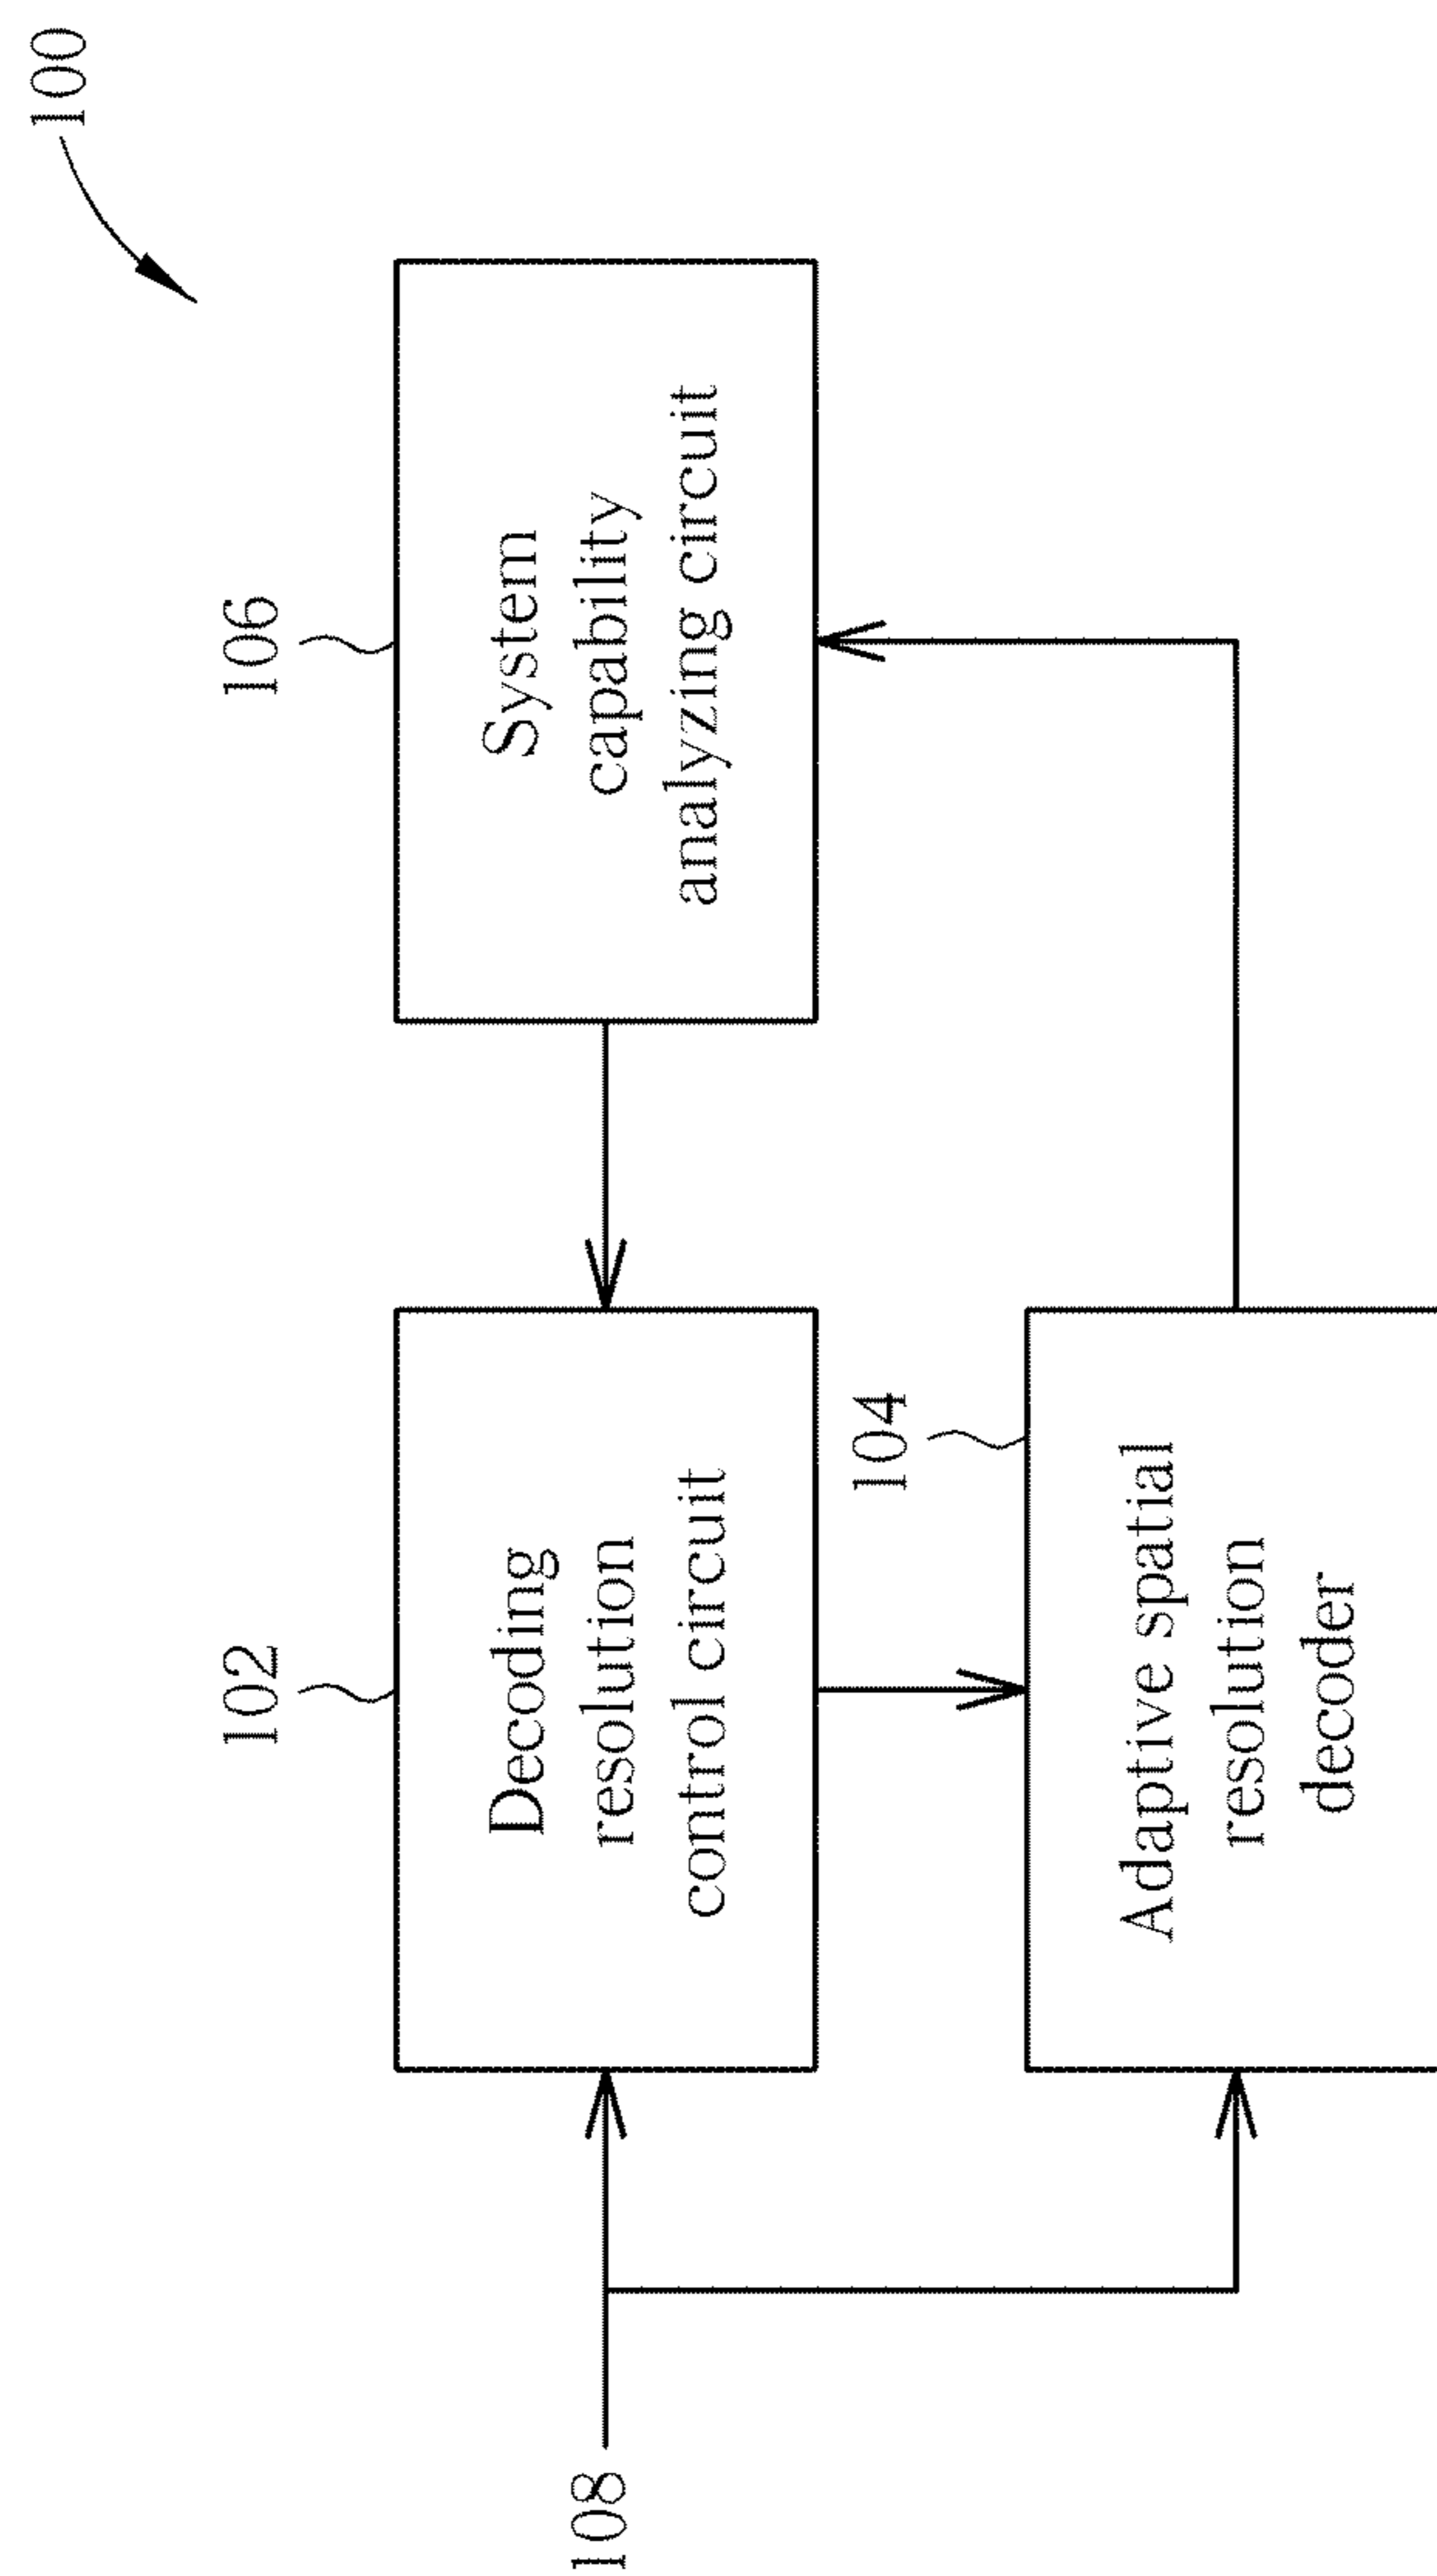 100
106
System
capability
analyzing circuit
102
Decoding
resolution
control circuit
104
Adaptive spatial
resolution
decoder
108